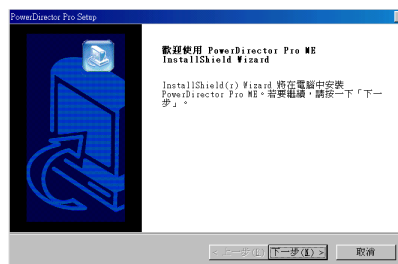 PowerDirector Pro Setup
歡迎使用 PowerDirector Pro ME
InstallShield Wizard
InstallShield(r) Wizard 將在電腦中安裝
PowerDirector Pro ME。若要繼續，請按一下「下一
步」。
< 上一步(B) 下一步(N) > 取消